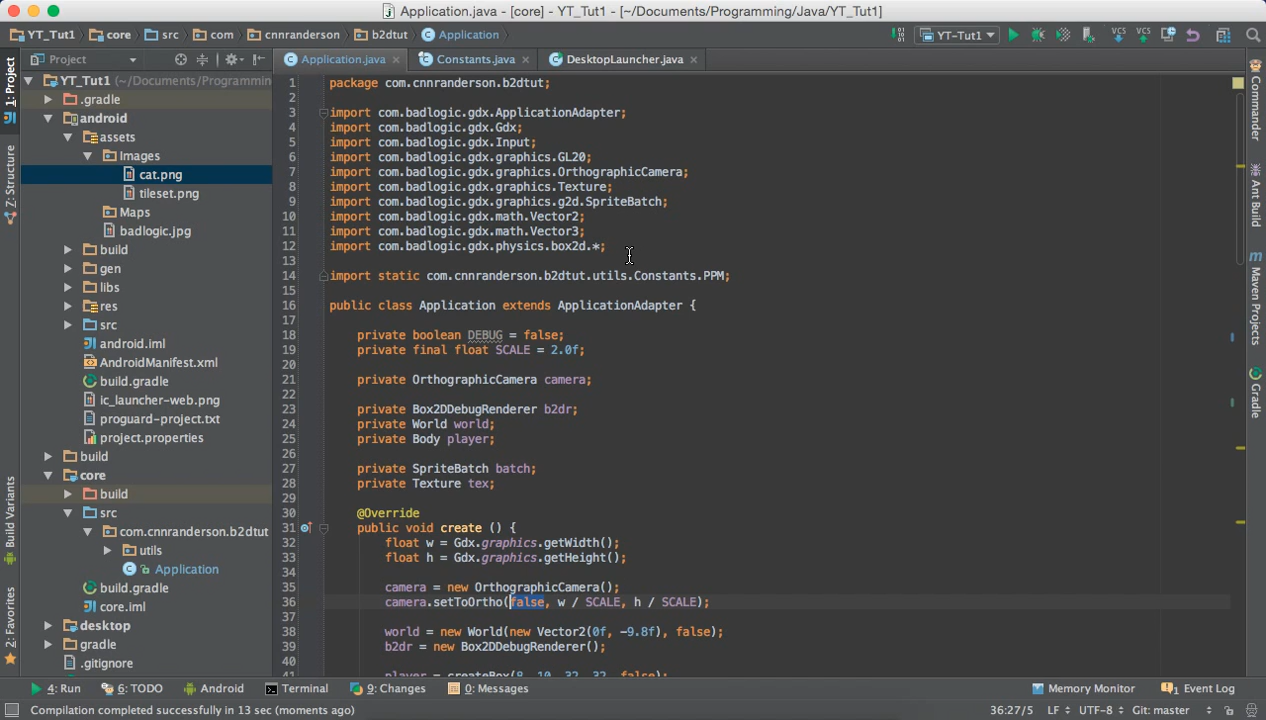 Application.java - [core] - YT_Tut1 - [~/Documents/Programming/Java/YT_Tut1]
YT_Tut1 core src com cnnranderson b2dtut Application
YT-Tut1
Project
Application.java Constants.java DesktopLauncher.java
1: Project
Z: Structure
Build Variants
2: Favorites
YT_Tut1 (~/Documents/Programmin
.gradle
android
assets
Images
cat.png
tileset.png
Maps
badlogic.jpg
build
gen
libs
res
src
android.iml
AndroidManifest.xml
build.gradle
ic_launcher-web.png
proguard-project.txt
project.properties
build
core
build
src
com.cnnranderson.b2dtut
utils
Application
build.gradle
core.iml
desktop
gradle
.gitignore
1 package com.cnnranderson.b2dtut;
2
3 import com.badlogic.gdx.ApplicationAdapter;
4 import com.badlogic.gdx.Gdx;
5 import com.badlogic.gdx.Input;
6 import com.badlogic.gdx.graphics.GL20;
7 import com.badlogic.gdx.graphics.OrthographicCamera;
8 import com.badlogic.gdx.graphics.Texture;
9 import com.badlogic.gdx.graphics.g2d.SpriteBatch;
10 import com.badlogic.gdx.math.Vector2;
11 import com.badlogic.gdx.math.Vector3;
12 import com.badlogic.gdx.physics.box2d.*;
13
14 import static com.cnnranderson.b2dtut.utils.Constants.PPM;
15
16 public class Application extends ApplicationAdapter {
17
18 private boolean DEBUG = false;
19 private final float SCALE = 2.0f;
20
21 private OrthographicCamera camera;
22
23 private Box2DDebugRenderer b2dr;
24 private World world;
25 private Body player;
26
27 private SpriteBatch batch;
28 private Texture tex;
29
30 @Override
31 public void create () {
32 float w = Gdx.graphics.getWidth();
33 float h = Gdx.graphics.getHeight();
34
35 camera = new OrthographicCamera();
36 camera.setToOrtho(false, w / SCALE, h / SCALE);
37
38 world = new World(new Vector2(0f, -9.8f), false);
39 b2dr = new Box2DDebugRenderer();
40
41 player = createBox(8, 10, 32, 32, false);
Commander
Ant Build
Maven Projects
Gradle
4: Run 6: TODO Android Terminal 9: Changes 0: Messages Memory Monitor 1 Event Log
Compilation completed successfully in 13 sec (moments ago) 36:27/5 LF UTF-8 Git: master